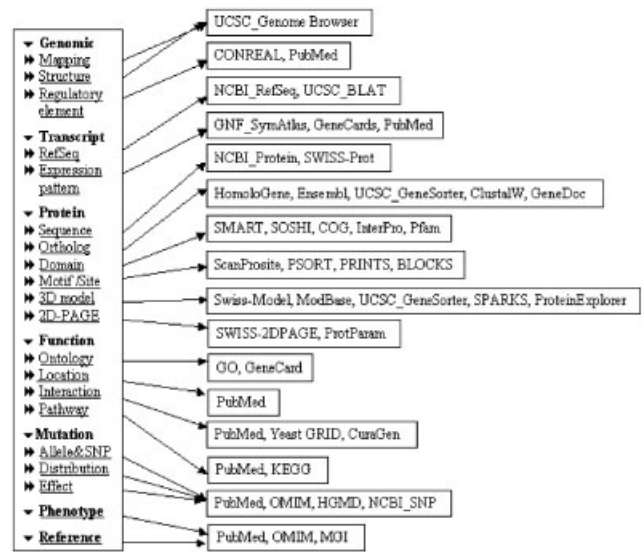 Genomic
Mapping
Structure
Regulatory
element
Transcript
RefSeq
Expression
pattern
Protein
Sequence
Ortholog
Domain
Motif /Site
3D model
2D-PAGE
Function
Ontology
Location
Interaction
Pathway
Mutation
Allele&SNP
Distribution
Effect
Phenotype
Reference
UCSC_Genome Browser
CONREAL, PubMed
NCBI_RefSeq, UCSC_BLAT
GNF_SymAtlas, GeneCards, PubMed
NCBI_Protein, SWISS-Prot
HomoloGene, Ensembl, UCSC_GeneSorter, ClustalW, GeneDoc
SMART, SOSHI, COG, InterPro, Pfam
ScanProsite, PSORT, PRINTS, BLOCKS
Swiss-Model, ModBase, UCSC_GeneSorter, SPARKS, ProteinExplorer
SWISS-2DPAGE, ProtParam
GO, GeneCard
PubMed
PubMed, Yeast GRID, CuraGen
PubMed, KEGG
PubMed, OMIM, HGMD, NCBI_SNP
PubMed, OMIM, MGI